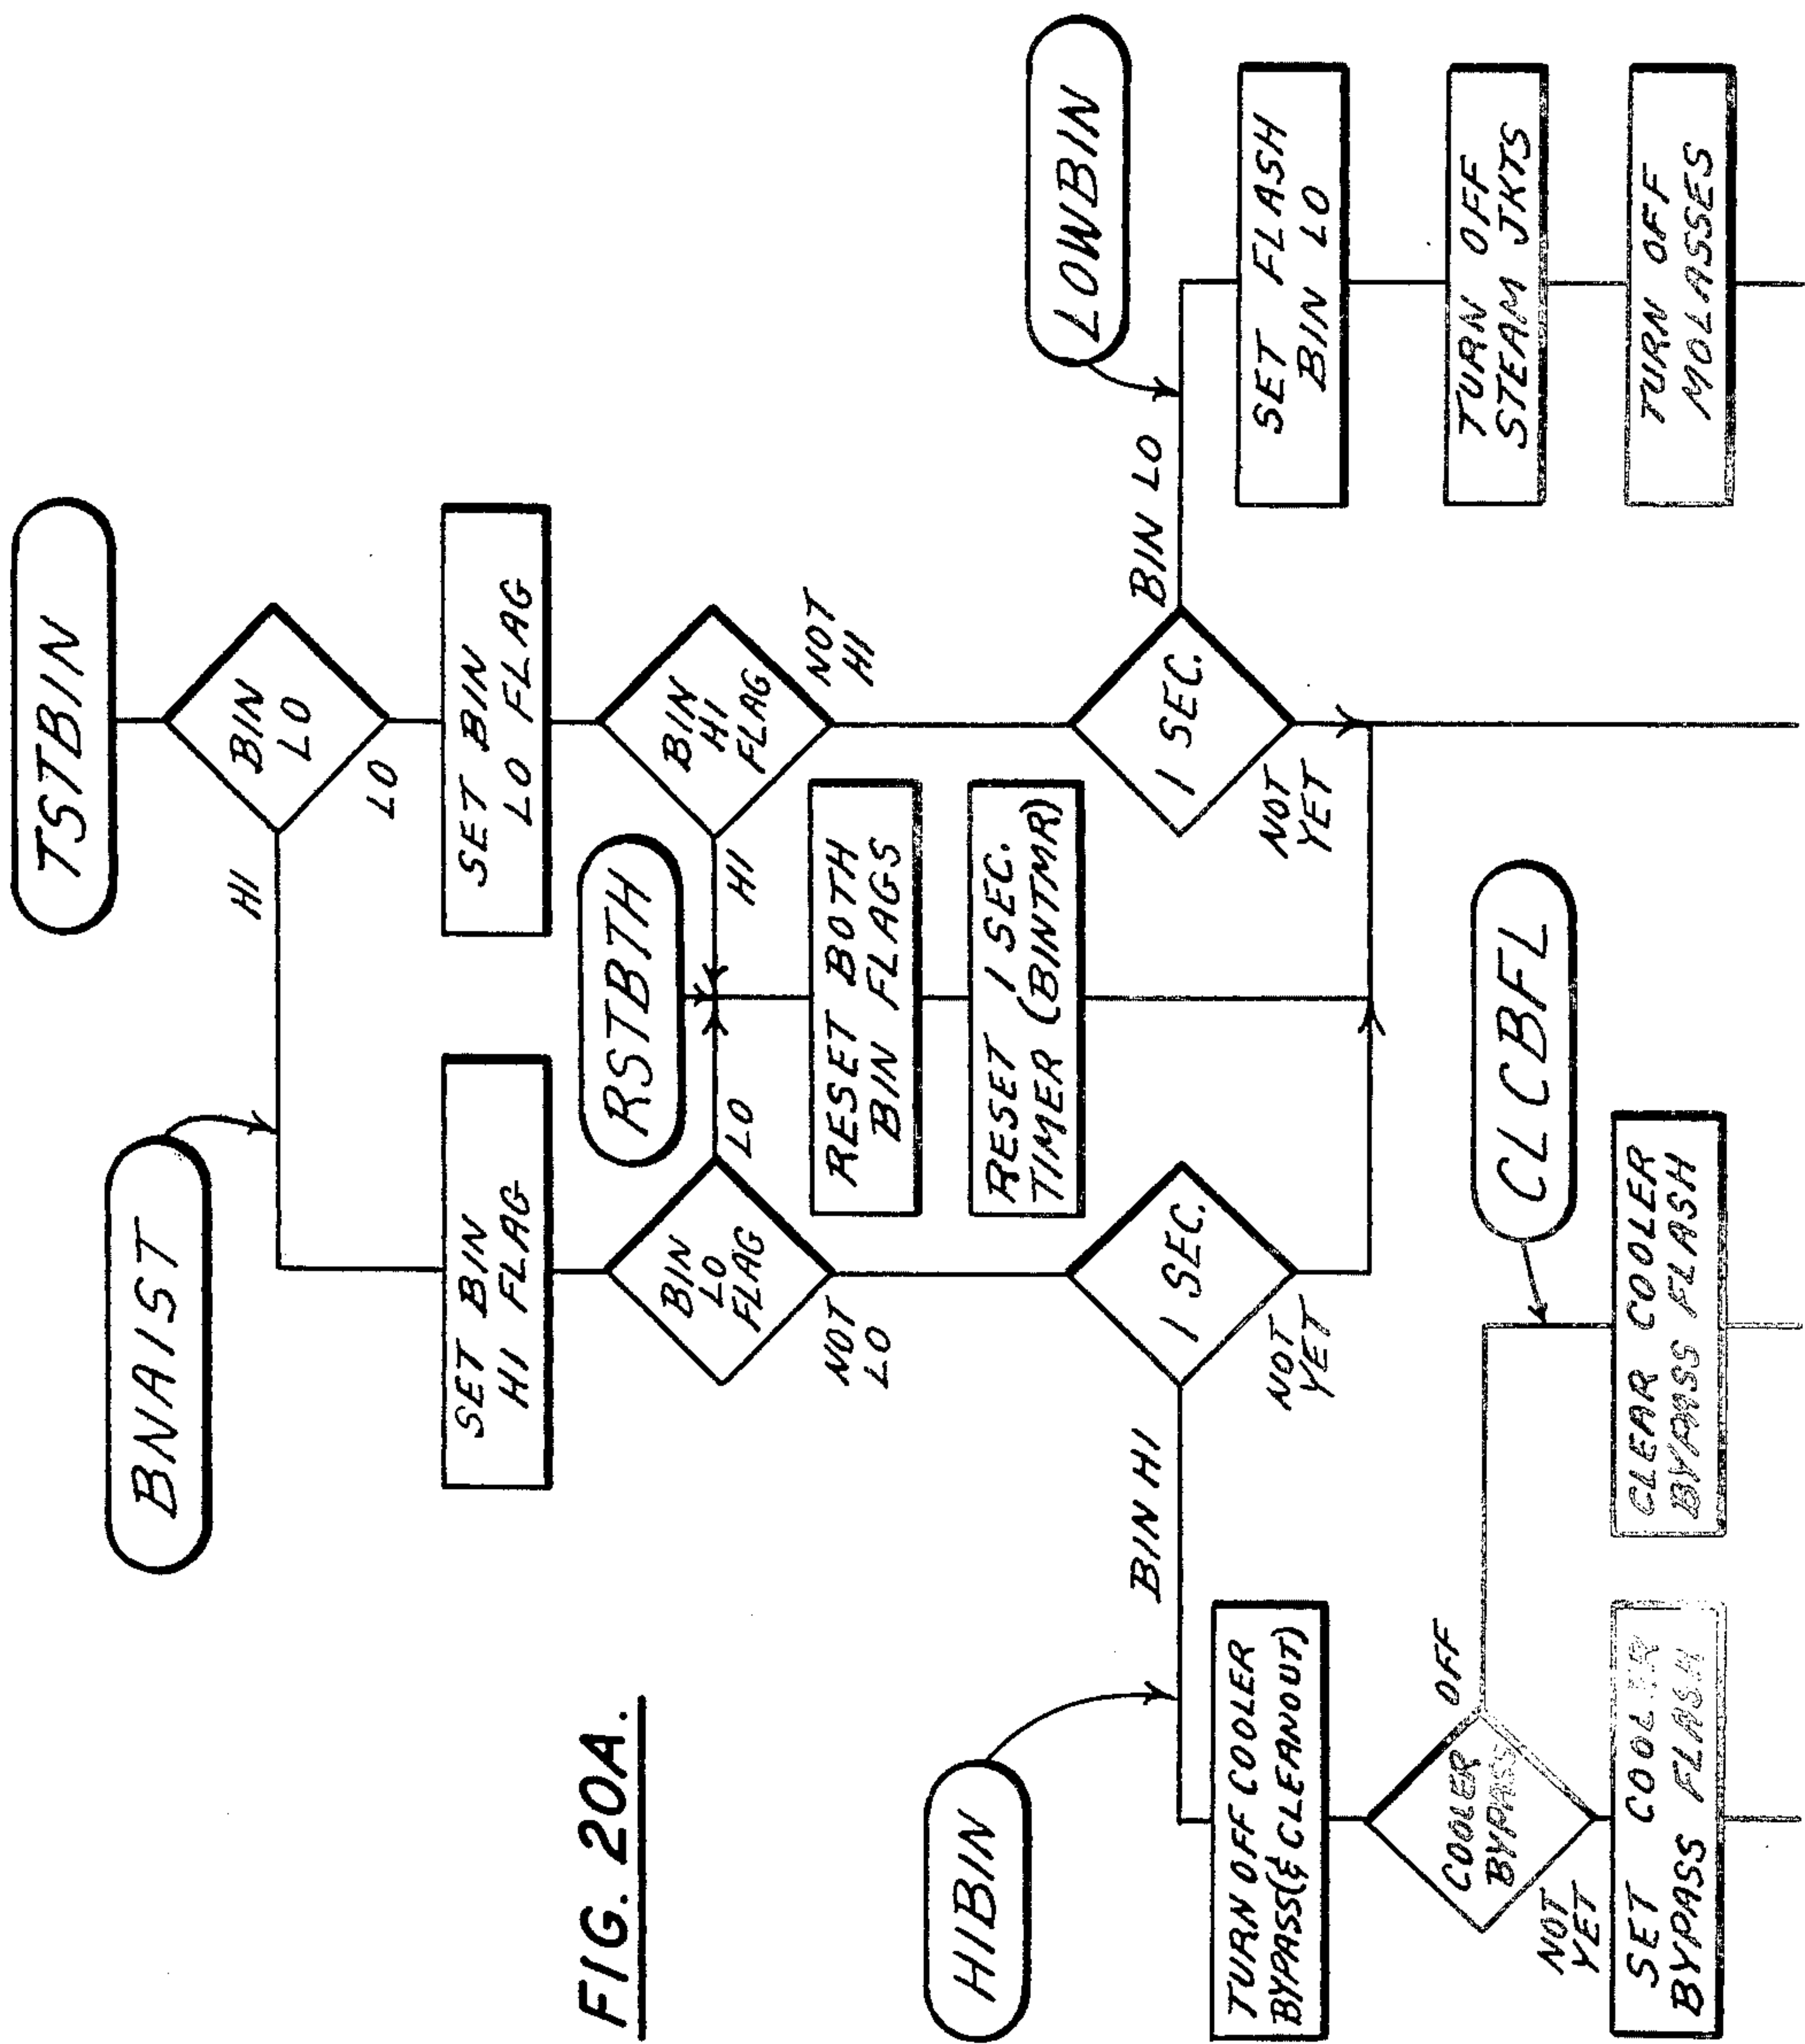 FIG. 20A.
TSTBIN
BIN
LO
HI
LO
BNAIST
SET BIN
HI FLAG
SET BIN
LO FLAG
RSTBTH
BIN
LO
FLAG
LO
NOT
LO
BIN
HI
FLAG
HI
NOT
HI
RESET BOTH
BIN FLAGS
RESET 1 SEC.
TIMER (BINTMR)
HIBIN
BIN HI
1 SEC.
NOT
YET
1 SEC.
NOT
YET
BIN LO
LOWBIN
TURN OFF COOLER
BYPASS(& CLEANOUT)
SET FLASH
BIN LO
COOLER
BYPASS
OFF
NOT
YET
CLCBFL
TURN OFF
STEAM JKTS
SET COOLER
BYPASS FLASH
CLEAR COOLER
BYPASS FLASH
TURN OFF
MOLASSES